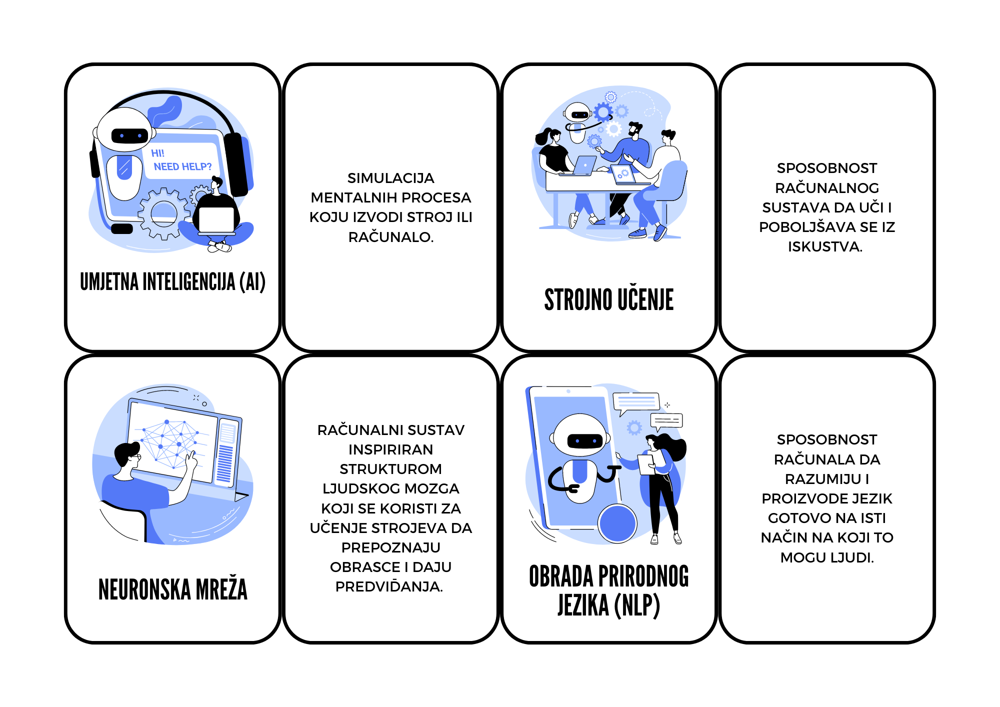 HI!
NEED HELP?
UMJETNA INTELIGENCIJA (AI)
SIMULACIJA
MENTALNIH PROCESA
KOJU IZVODI STROJ ILI
RAČUNALO.
STROJNO UČENJE
SPOSOBNOST
RAČUNALNOG
SUSTAVA DA UČI I
POBOLJŠAVA SE IZ
ISKUSTVA.
NEURONSKA MREŽA
RAČUNALNI SUSTAV
INSPIRIRAN
STRUKTUROM
LJUDSKOG MOZGA
KOJI SE KORISTI ZA
UČENJE STROJEVA DA
PREPOZNAJU
OBRASCE I DAJU
PREDVIĐANJA.
OBRADA PRIRODNOG
JEZIKA (NLP)
SPOSOBNOST
RAČUNALA DA
RAZUMIJU I
PROIZVODE JEZIK
GOTOVO NA ISTI
NAČIN NA KOJI TO
MOGU LJUDI.